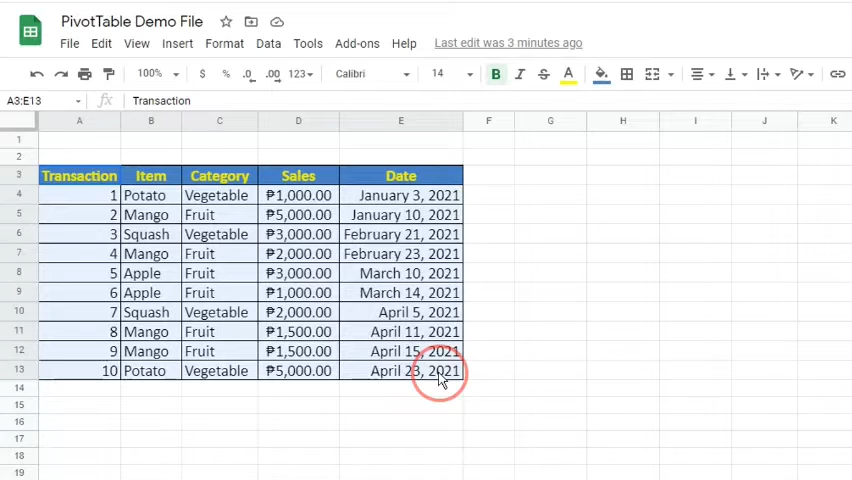 PivotTable Demo File
File Edit View Insert Format Data Tools Add-ons Help Last edit was 3 minutes ago
100% $ % .0 .00 123 Calibri 14 B I S A
A3:E13 fx Transaction
A B C D E F G H I J K
1
2
3 Transaction Item Category Sales Date
4 1 Potato Vegetable ₱1,000.00 January 3, 2021
5 2 Mango Fruit ₱5,000.00 January 10, 2021
6 3 Squash Vegetable ₱3,000.00 February 21, 2021
7 4 Mango Fruit ₱2,000.00 February 23, 2021
8 5 Apple Fruit ₱3,000.00 March 10, 2021
9 6 Apple Fruit ₱1,000.00 March 14, 2021
10 7 Squash Vegetable ₱2,000.00 April 5, 2021
11 8 Mango Fruit ₱1,500.00 April 11, 2021
12 9 Mango Fruit ₱1,500.00 April 15, 2021
13 10 Potato Vegetable ₱5,000.00 April 23, 2021
14
15
16
17
18
19